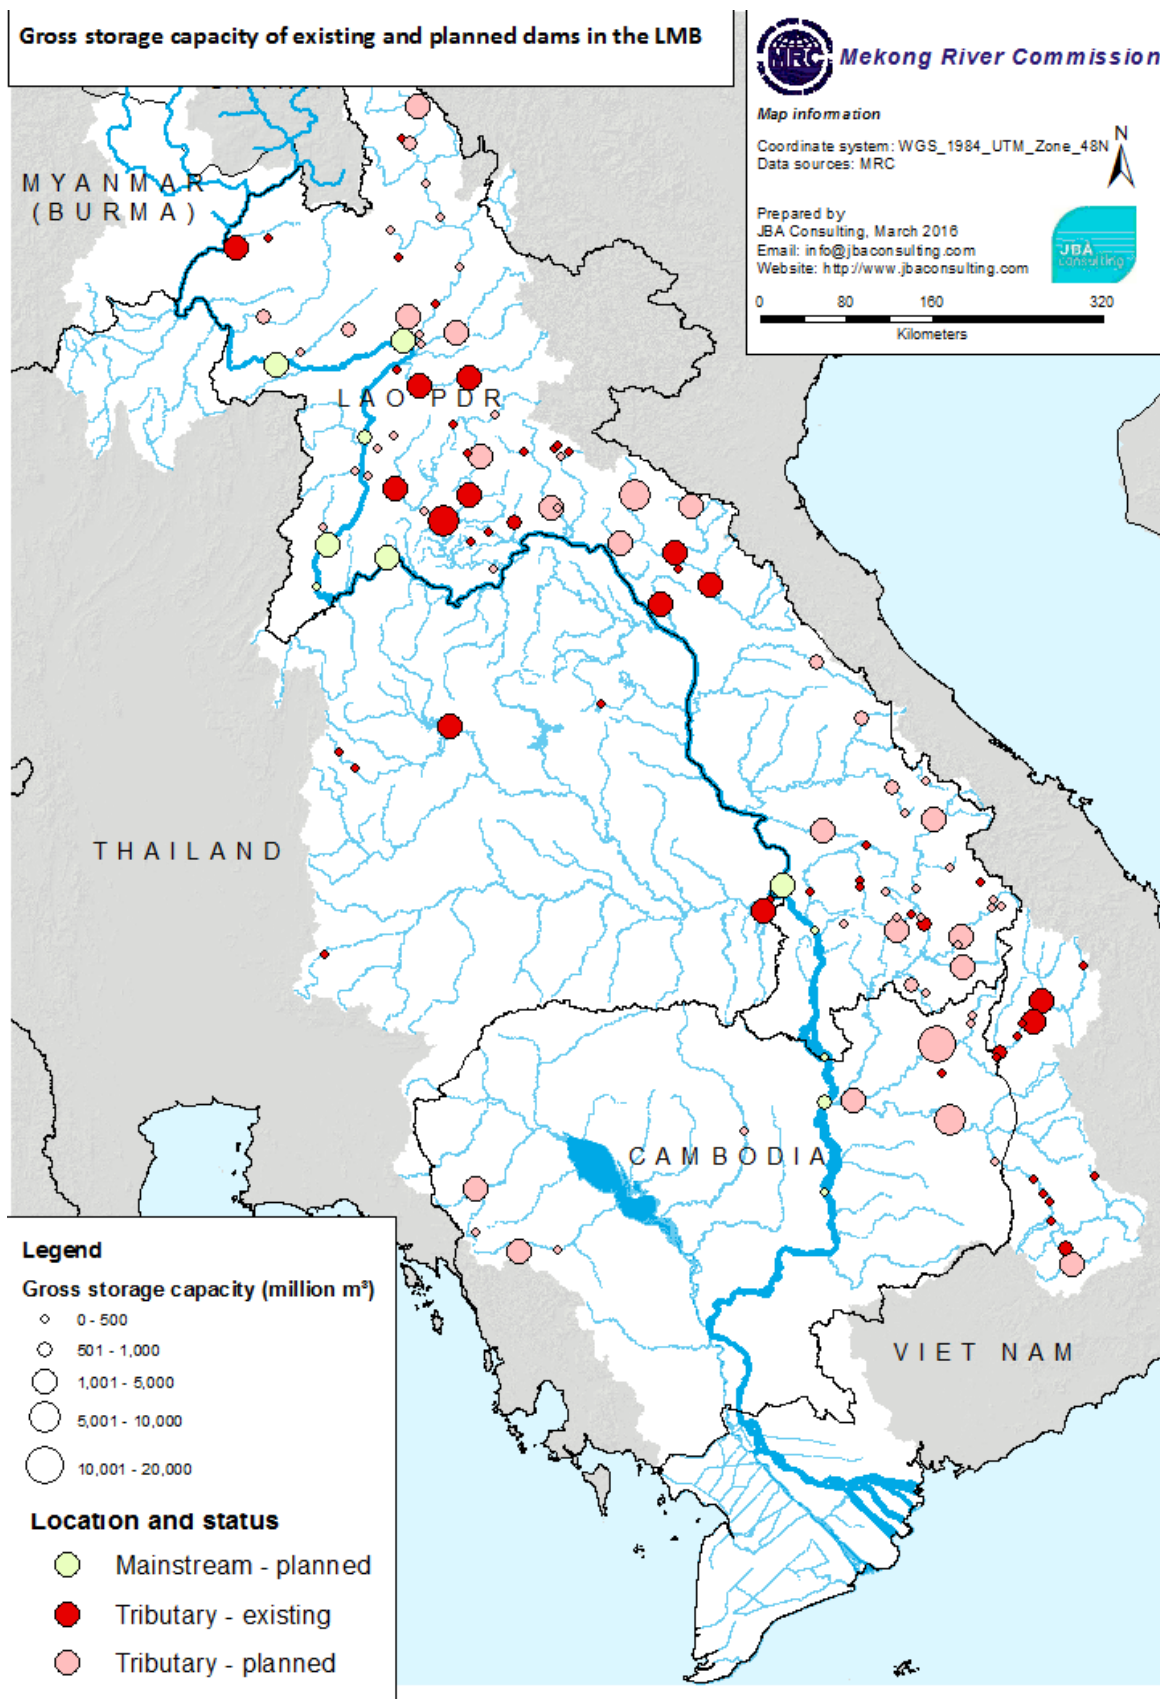 Gross storage capacity of existing and planned dams in the LMB
MRC
Mekong River Commission
Map information
Coordinate system: WGS_1984_UTM_Zone_48N
Data sources: MRC
N
Prepared by
JBA Consulting, March 2016
Email: info@jbaconsulting.com
Website: http://www.jbaconsulting.com
JBA
consulting
0 80 160 320
Kilometers
MYANMAR
(BURMA)
LAO PDR
THAILAND
CAMBODIA
VIET NAM
Legend
Gross storage capacity (million m³)
0 - 500
501 - 1,000
1,001 - 5,000
5,001 - 10,000
10,001 - 20,000
Location and status
Mainstream - planned
Tributary - existing
Tributary - planned